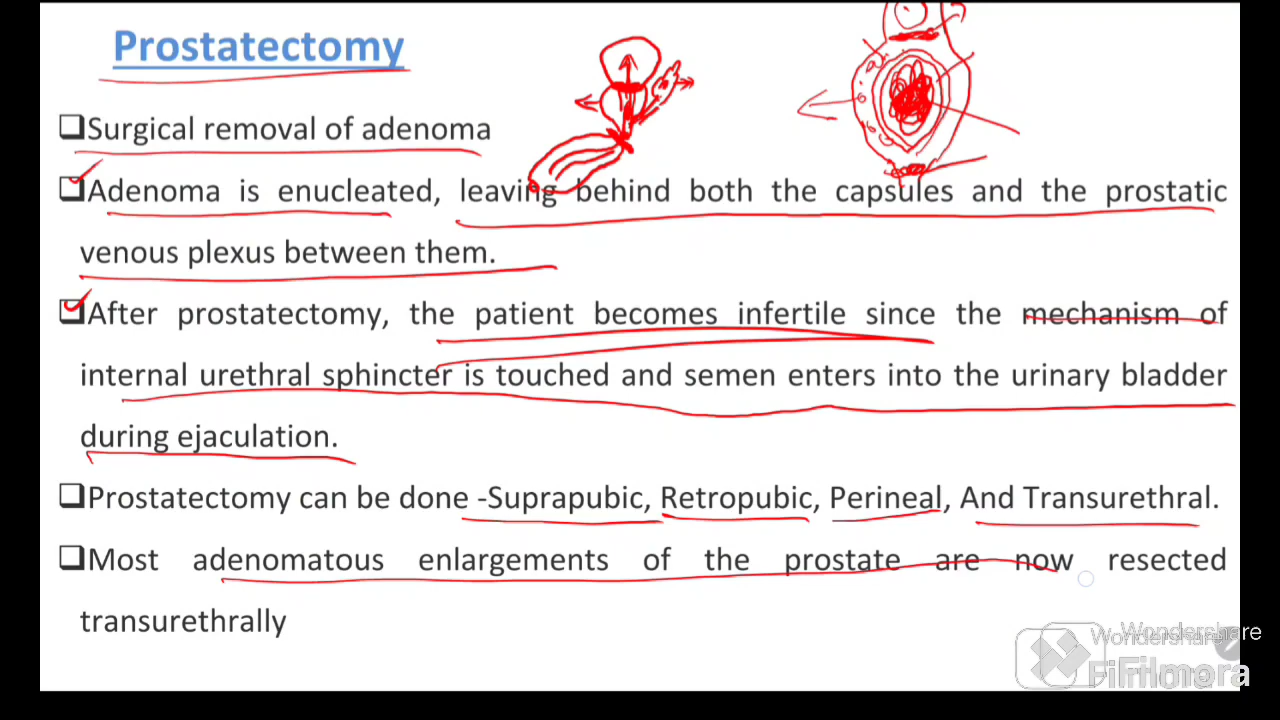 Prostatectomy
❑Surgical removal of adenoma
❑Adenoma is enucleated, leaving behind both the capsules and the prostatic
venous plexus between them.
❑After prostatectomy, the patient becomes infertile since the mechanism of
internal urethral sphincter is touched and semen enters into the urinary bladder
during ejaculation.
❑Prostatectomy can be done -Suprapubic, Retropubic, Perineal, And Transurethral.
❑Most adenomatous enlargements of the prostate are now resected
transurethrally
Wondershare
Wondershare
Filmora
Filmora